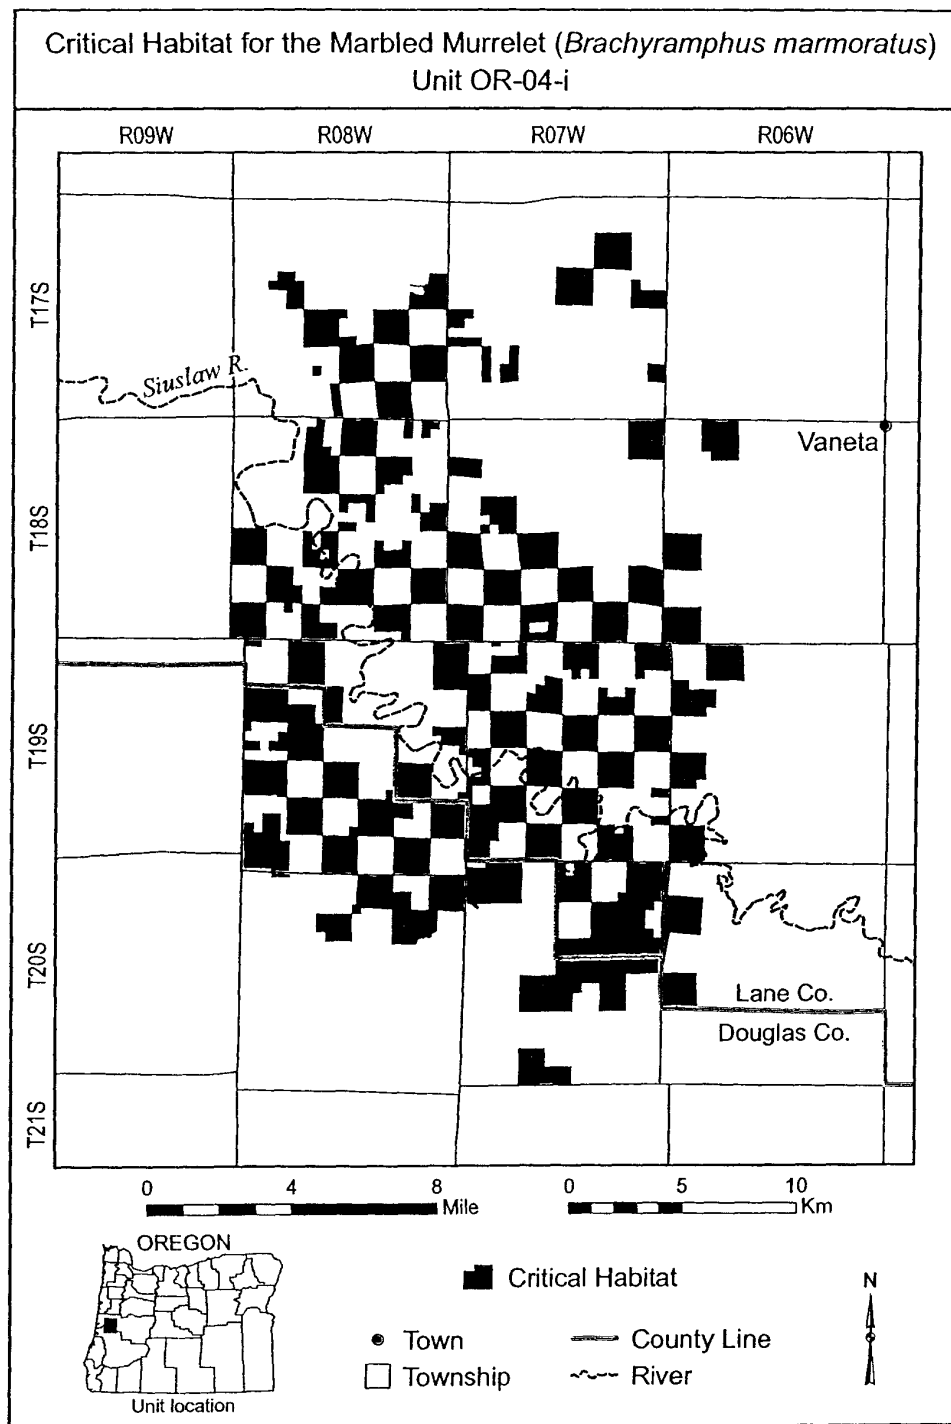 Critical Habitat for the Marbled Murrelet (Brachyramphus marmoratus)
Unit OR-04-i
R09W R08W R07W R06W
T17S
Siuslaw R.
Vaneta
T18S
T19S
T20S
Lane Co.
Douglas Co.
T21S
0 4 8 Mile
0 5 10 Km
OREGON
Unit location
Critical Habitat
Town
County Line
Township
River
N